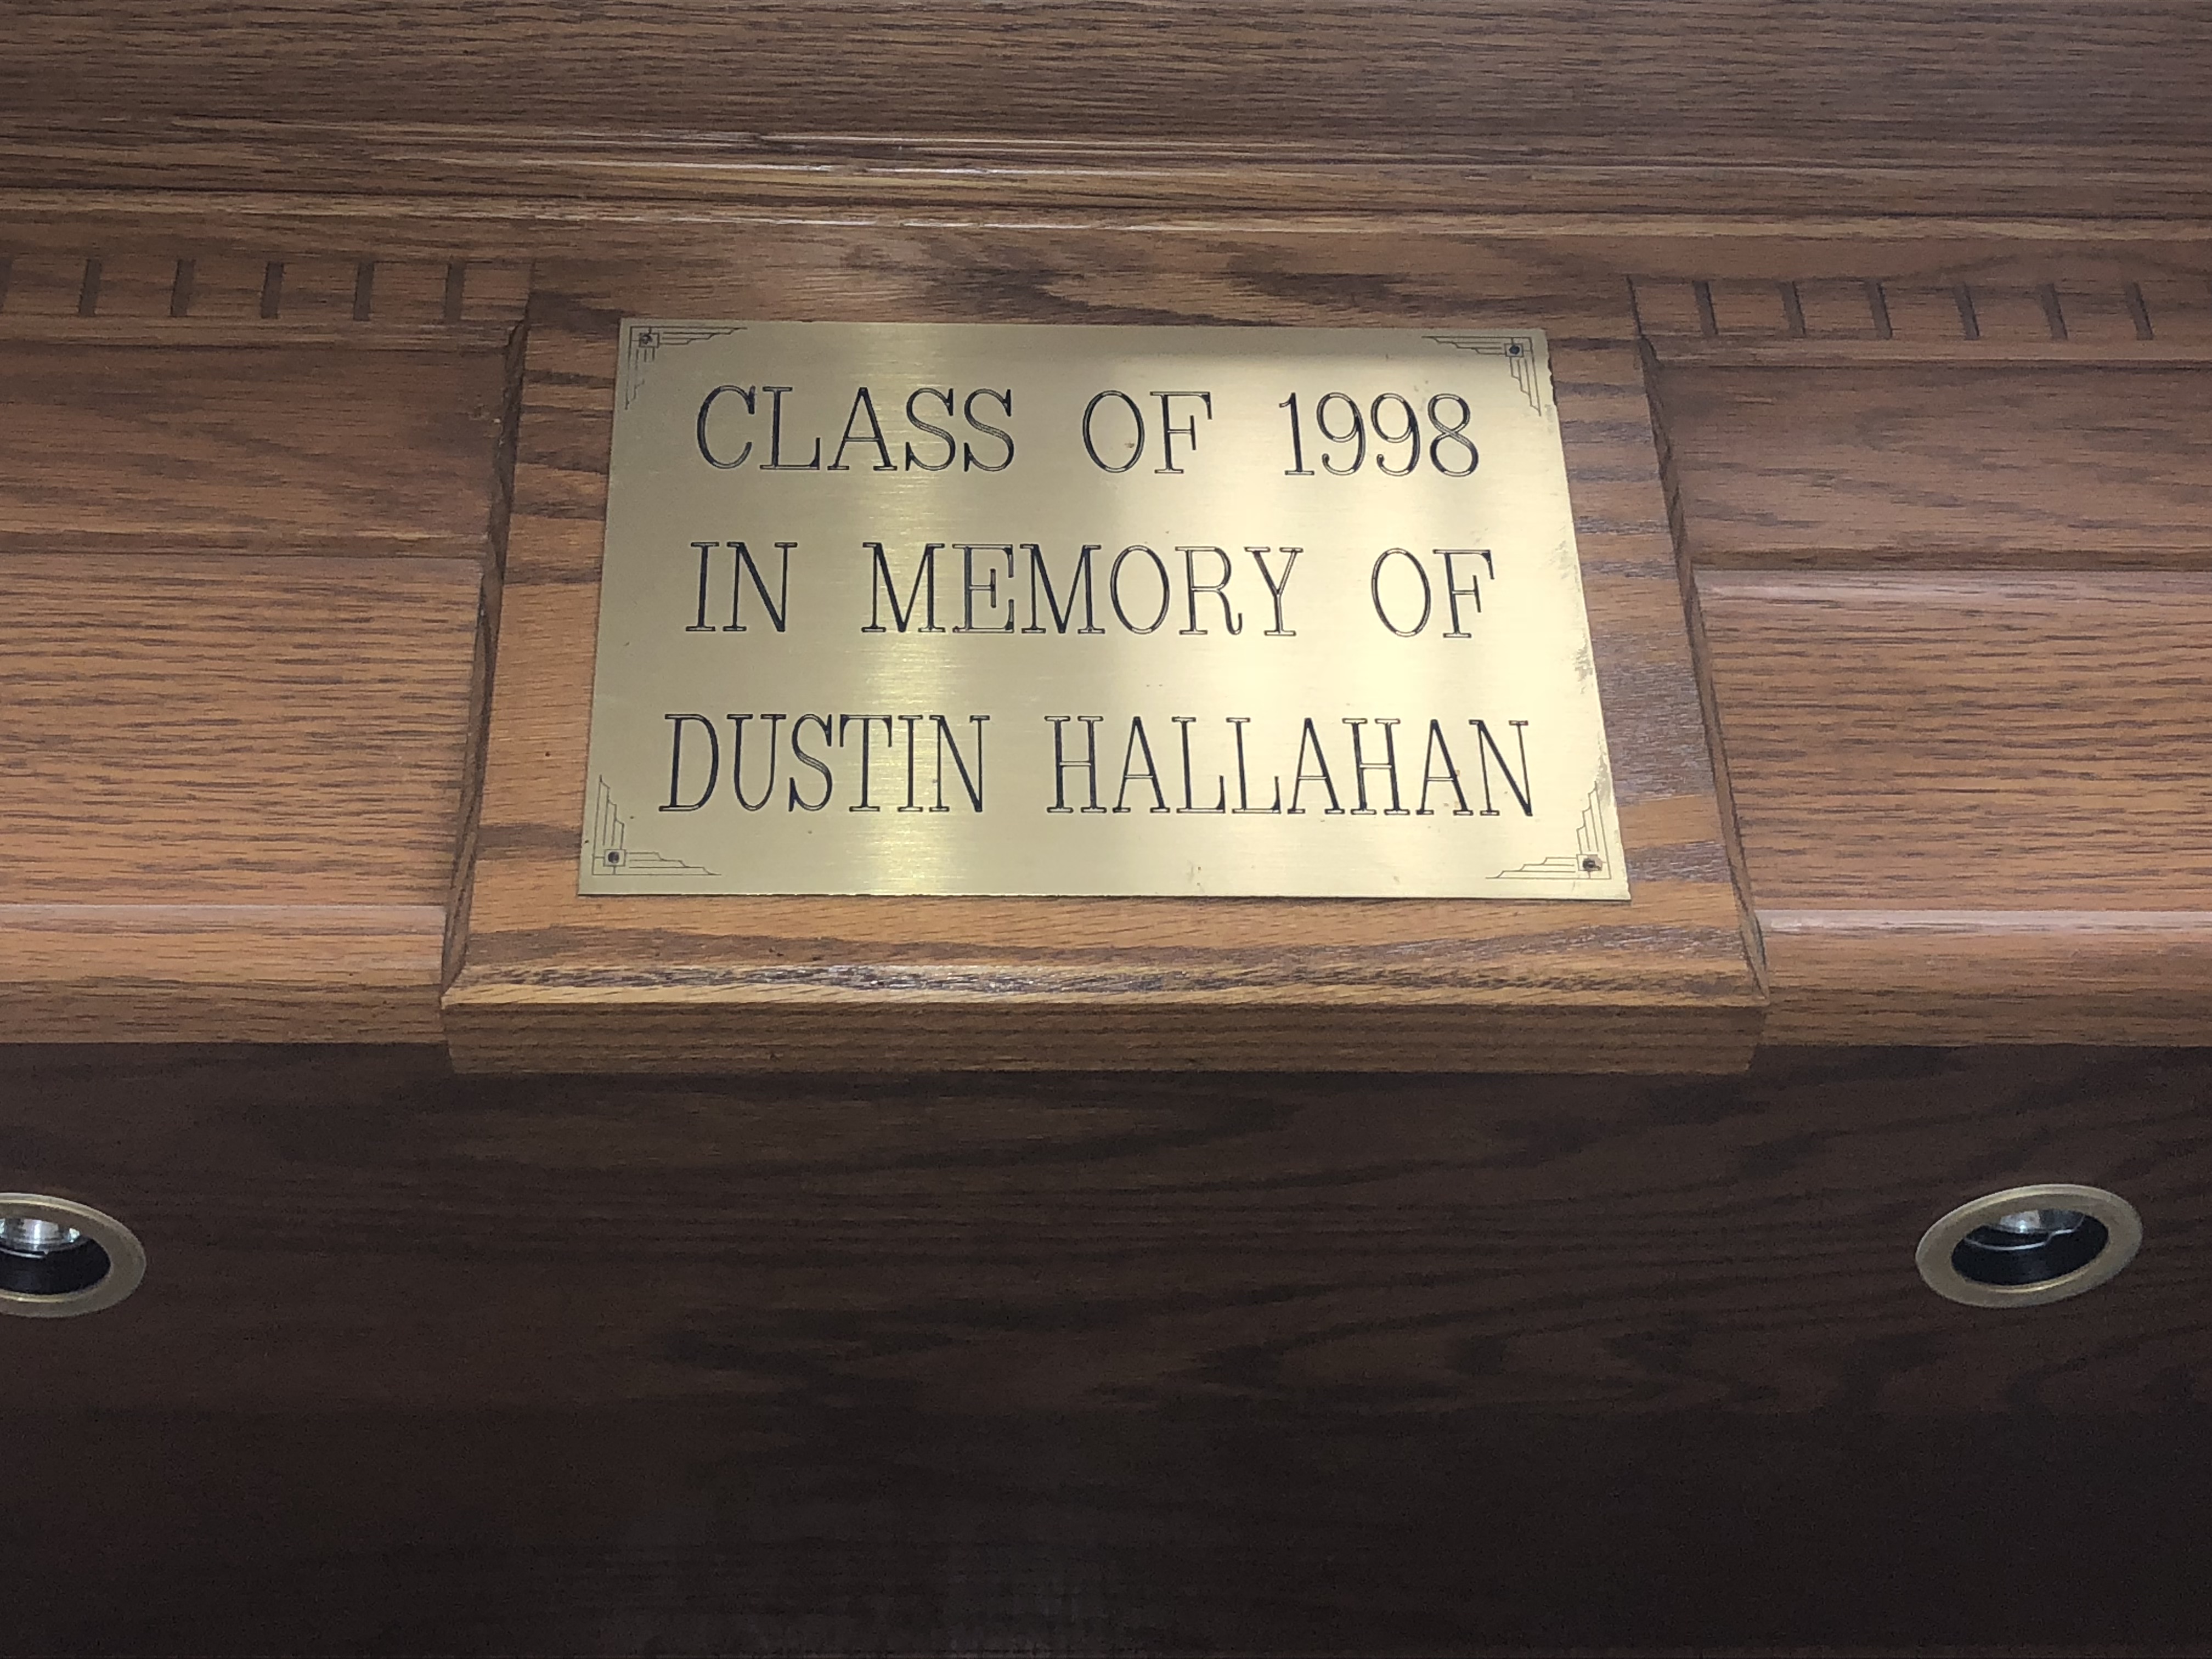 CLASS OF 1998
IN MEMORY OF
DUSTIN HALLAHAN